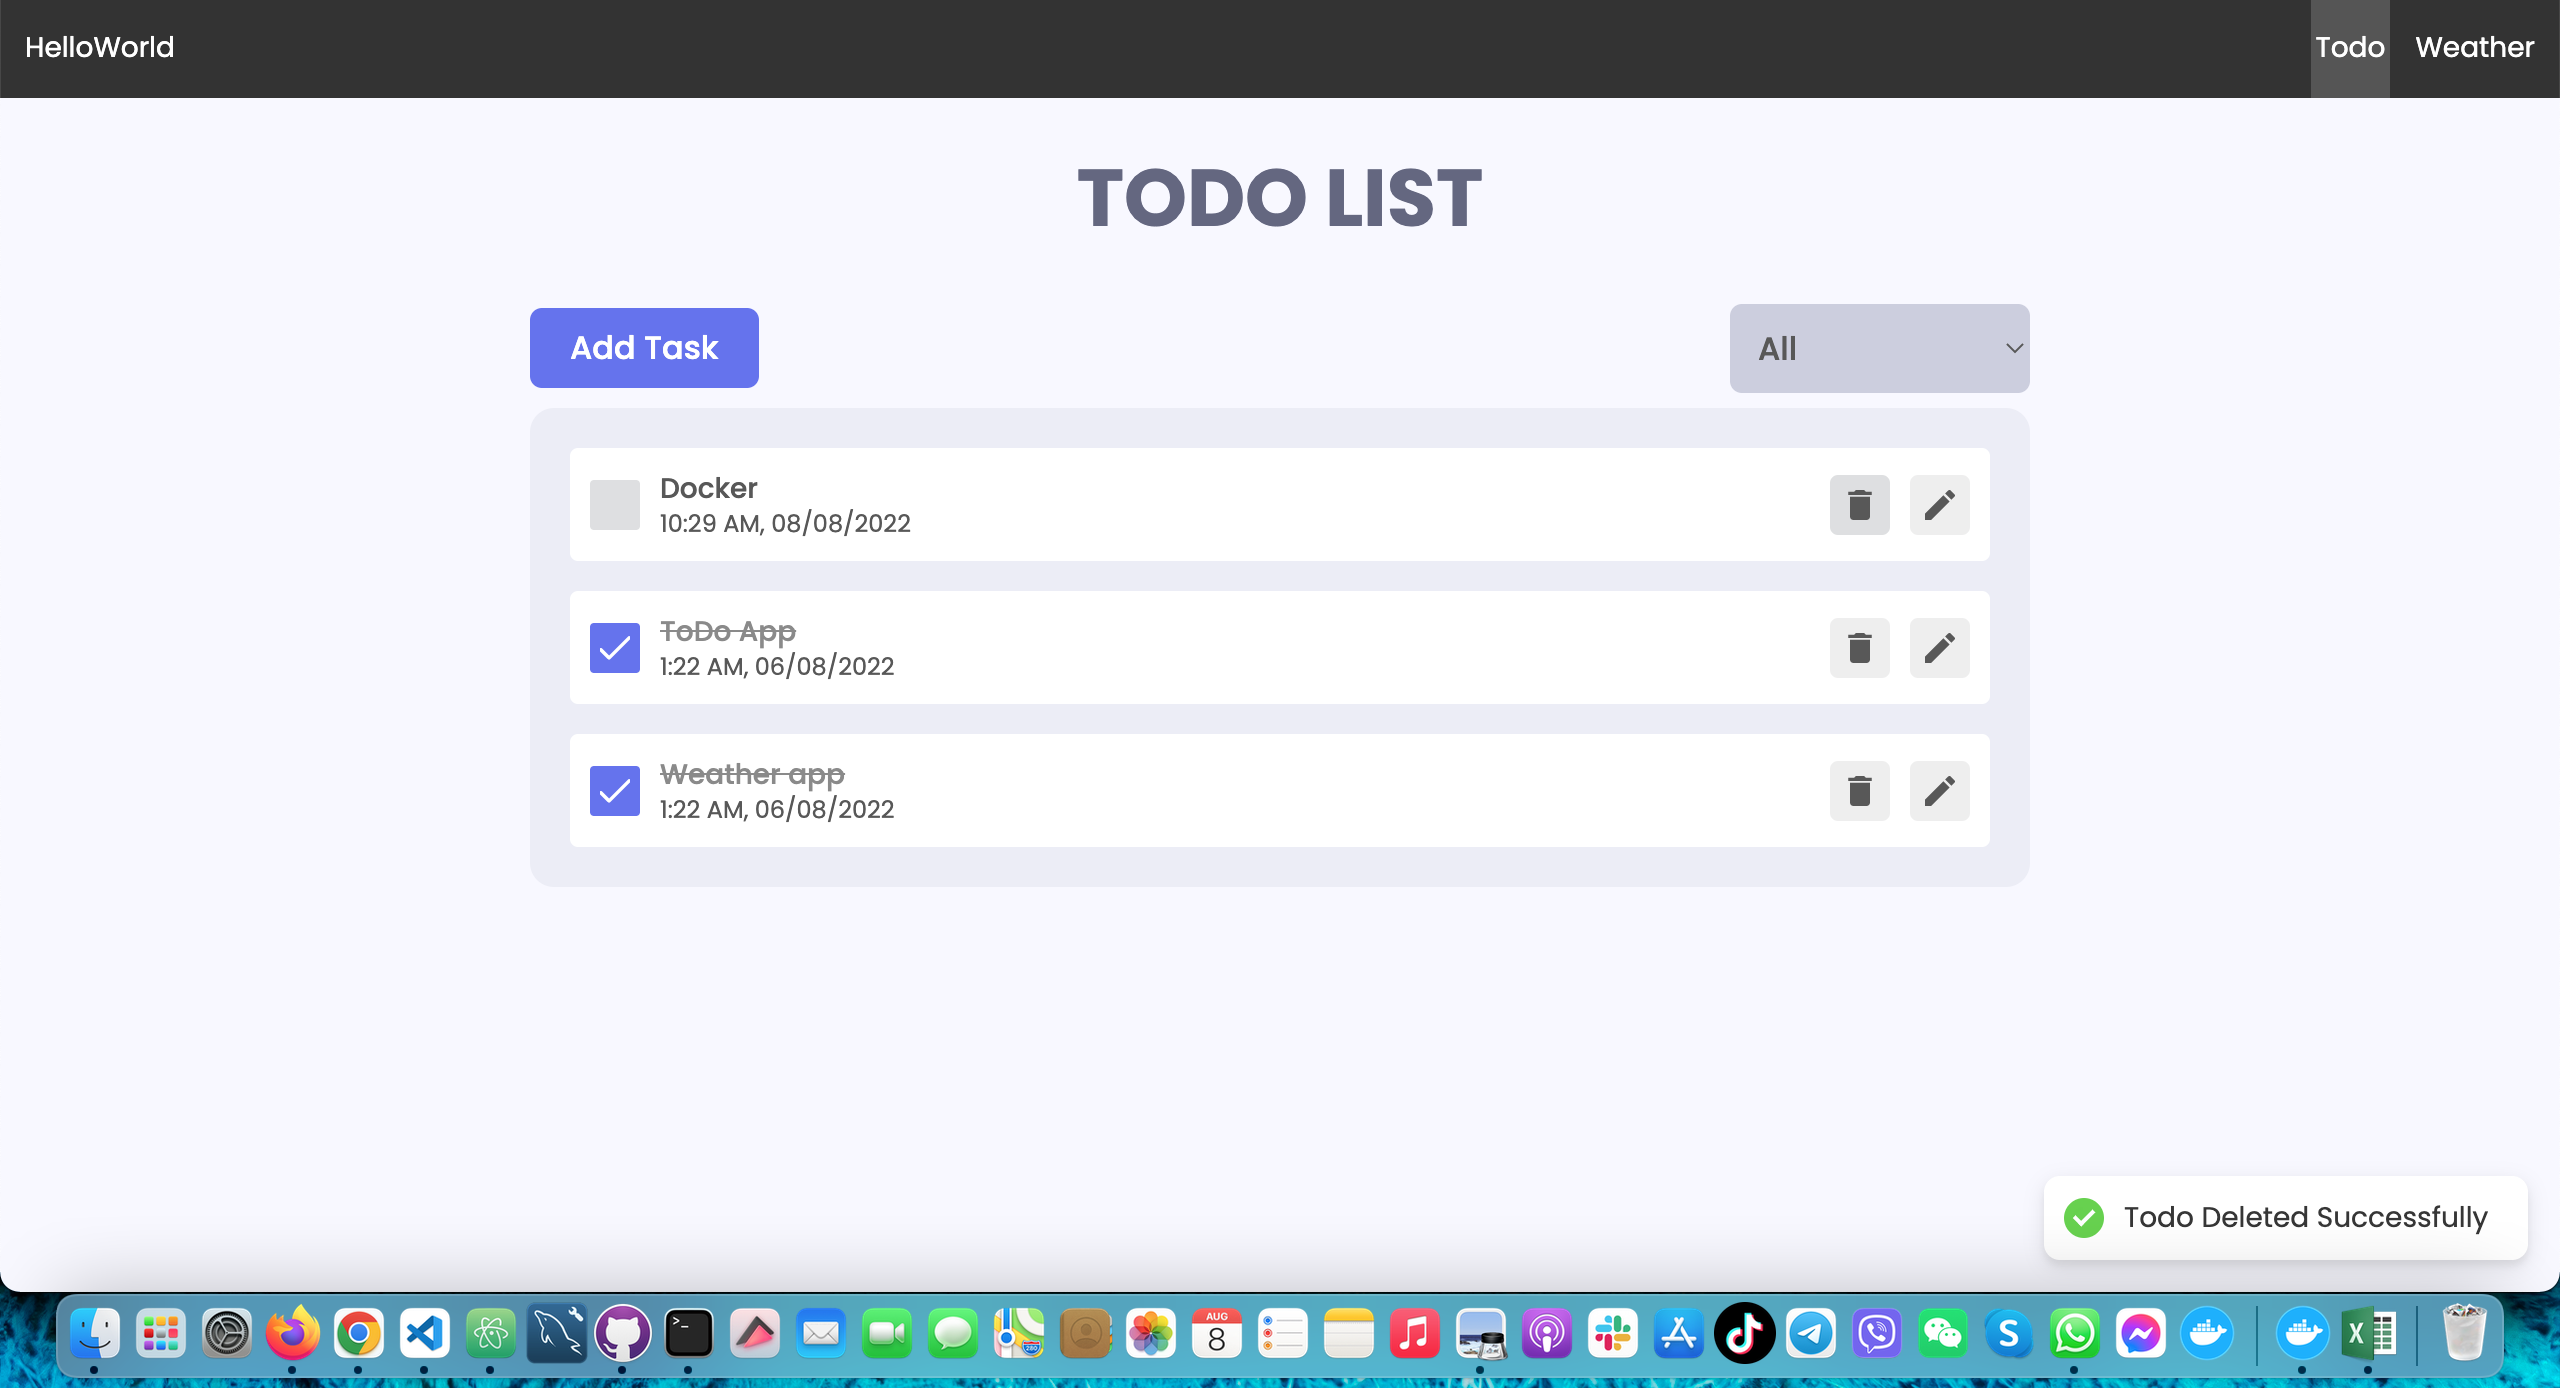 HelloWorld
Todo
Weather
TODO LIST
Add Task
All
Docker
10:29 AM, 08/08/2022
ToDo App
1:22 AM, 06/08/2022
Weather app
1:22 AM, 06/08/2022
Todo Deleted Successfully
>_
280
AUG
8
S
X